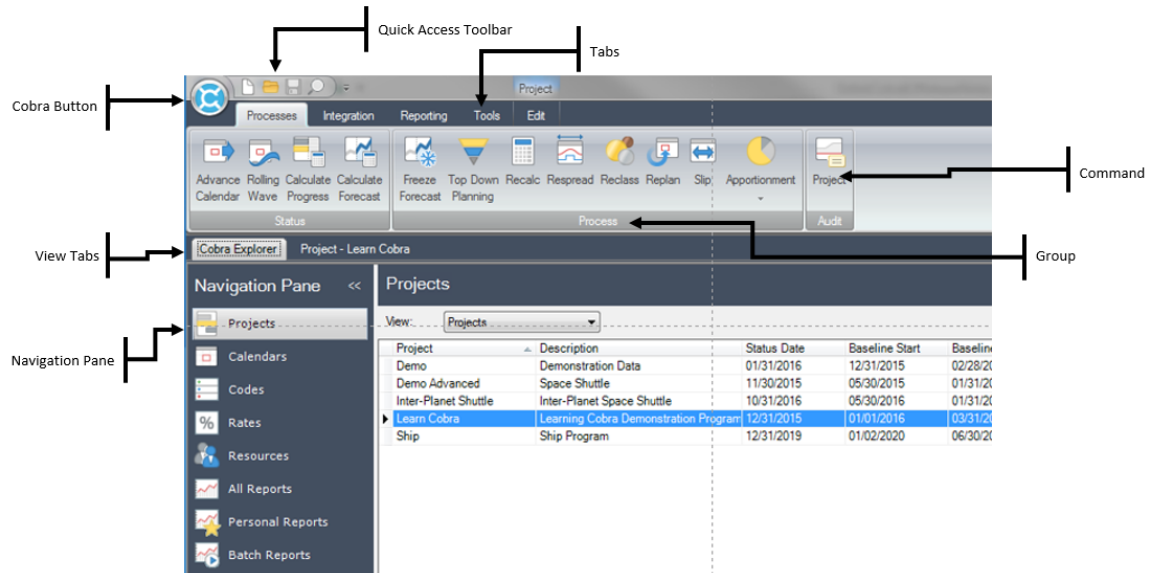 Quick Access Toolbar
Tabs
Cobra Button
Project
Processes Integration Reporting Tools Edit
Advance Calendar
Rolling Wave
Calculate Progress
Calculate Forecast
Freeze Forecast
Top Down Planning
Recalc
Respread
Reclass
Replan
Slip
Apportionment
Project
Command
Status Process Audit
View Tabs
Cobra Explorer Project - Learn Cobra
Group
Navigation Pane <<
Projects
Projects
View: Projects
Navigation Pane
Calendars
Codes
% Rates
Resources
All Reports
Personal Reports
Batch Reports
Project Description Status Date Baseline Start Baseline
Demo Demonstration Data 01/31/2016 12/31/2015 02/28/20
Demo Advanced Space Shuttle 11/30/2015 05/30/2015 01/31/20
Inter-Planet Shuttle Inter-Planet Space Shuttle 10/31/2016 05/30/2016 01/31/20
Learn Cobra Learning Cobra Demonstration Program 12/31/2015 01/01/2016 03/31/20
Ship Ship Program 12/31/2019 01/02/2020 06/30/20